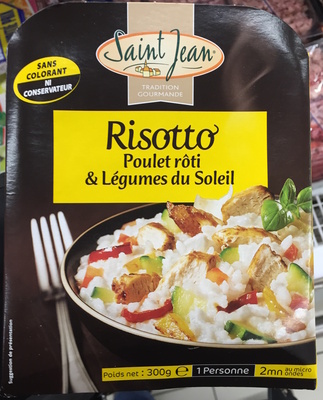 Saint Jean
TRADITION
GOURMANDE
SANS
COLORANT
NI
CONSERVATEUR
Risotto
Poulet rôti
& Légumes du Soleil
Suggestion de présentation
Poids net : 300g e
1 Personne
2mn au micro
ondes